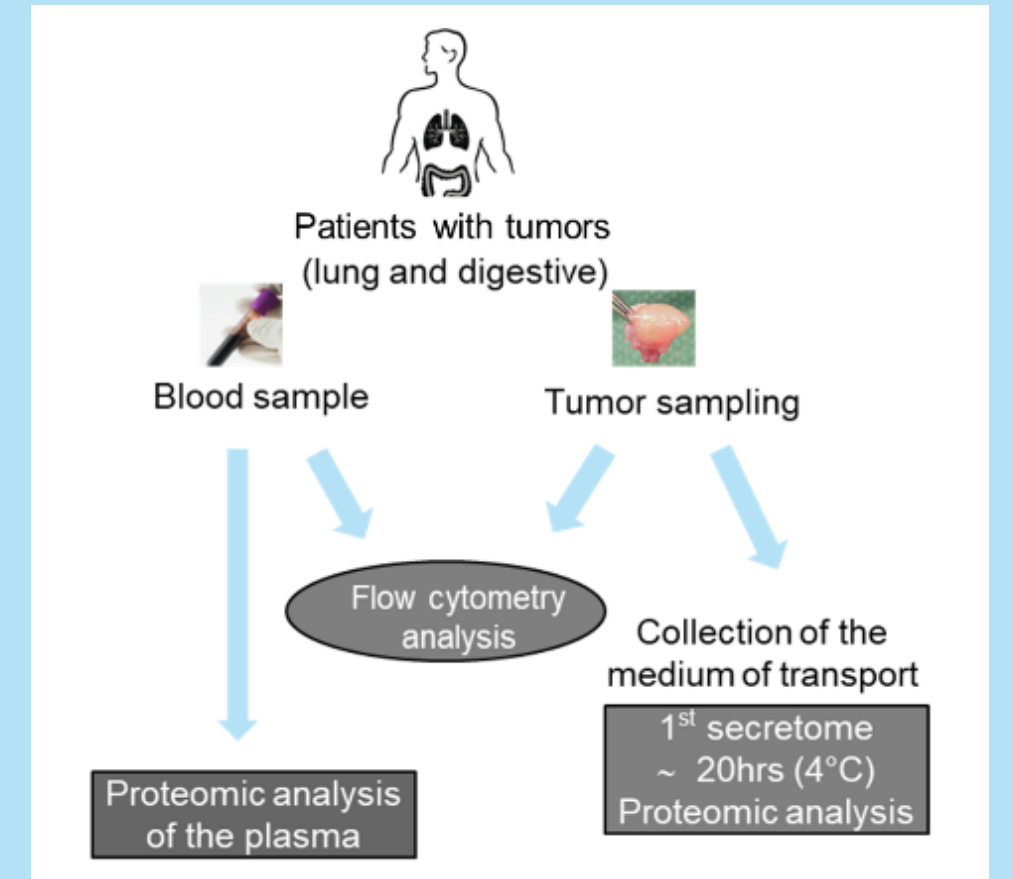 Patients with tumors
(lung and digestive)
Blood sample
Tumor sampling
Flow cytometry
analysis
Collection of the
medium of transport
1st secretome
~ 20hrs (4°C)
Proteomic analysis
Proteomic analysis
of the plasma